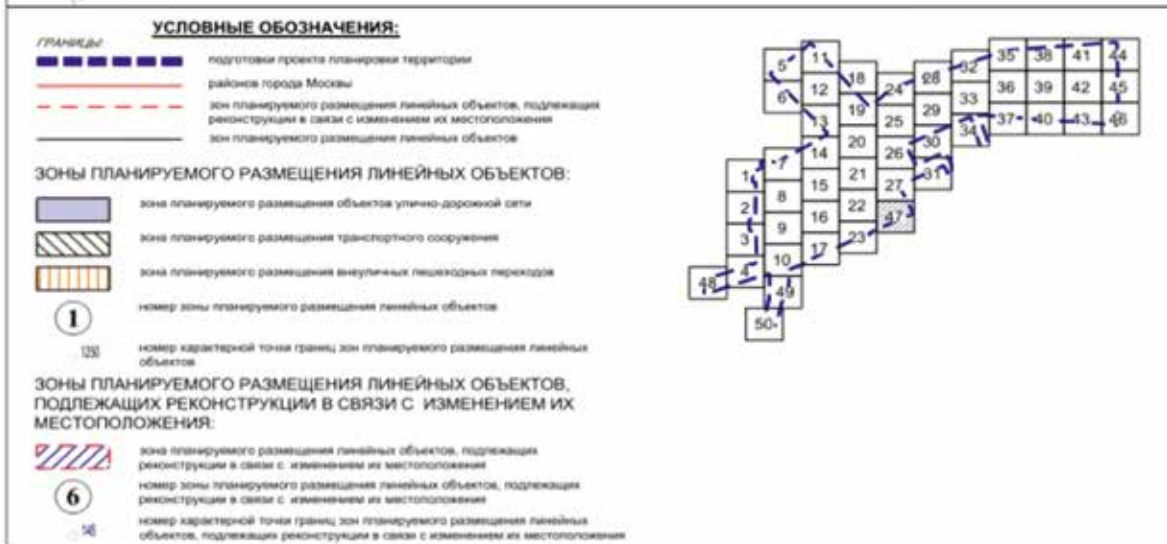 УСЛОВНЫЕ ОБОЗНАЧЕНИЯ:
ГРАНИЦЫ:
подготовки проекта планировки территории
районов города Москвы
зон планируемого размещения линейных объектов, подлежащих
реконструкции в связи с изменением их местоположения
зон планируемого размещения линейных объектов
ЗОНЫ ПЛАНИРУЕМОГО РАЗМЕЩЕНИЯ ЛИНЕЙНЫХ ОБЪЕКТОВ:
зона планируемого размещения объектов улично-дорожной сети
зона планируемого размещения транспортного сооружения
зона планируемого размещения внеуличных пешеходных переходов
1
номер зоны планируемого размещения линейных объектов
1250
номер характерной точки границ зон планируемого размещения линейных
объектов
ЗОНЫ ПЛАНИРУЕМОГО РАЗМЕЩЕНИЯ ЛИНЕЙНЫХ ОБЪЕКТОВ,
ПОДЛЕЖАЩИХ РЕКОНСТРУКЦИИ В СВЯЗИ С ИЗМЕНЕНИЕМ ИХ
МЕСТОПОЛОЖЕНИЯ:
зона планируемого размещения линейных объектов, подлежащих
реконструкции в связи с изменением их местоположения
6
номер зоны планируемого размещения линейных объектов, подлежащих
реконструкции в связи с изменением их местоположения
145
номер характерной точки границ зон планируемого размещения линейных
объектов, подлежащих реконструкции в связи с изменением их местоположения
5 11 18 24 28 32 35 38 41 44
6 12 19 25 29 33 36 39 42 45
13 20 26 30 34 37 40 43 46
1 7 14 21 27 31
2 8 15 22 47
3 9 16 23
4 10 17
48 49
50